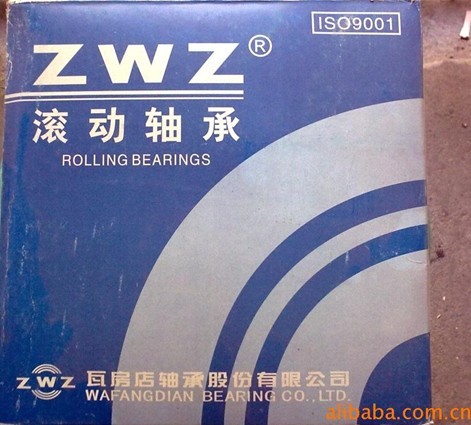 ISO9001
ZWZ®
滚动轴承
ROLLING BEARINGS
ZWZ
瓦房店轴承股份有限公司
WAFANGDIAN BEARING CO.,LTD.
alibaba.com.cn